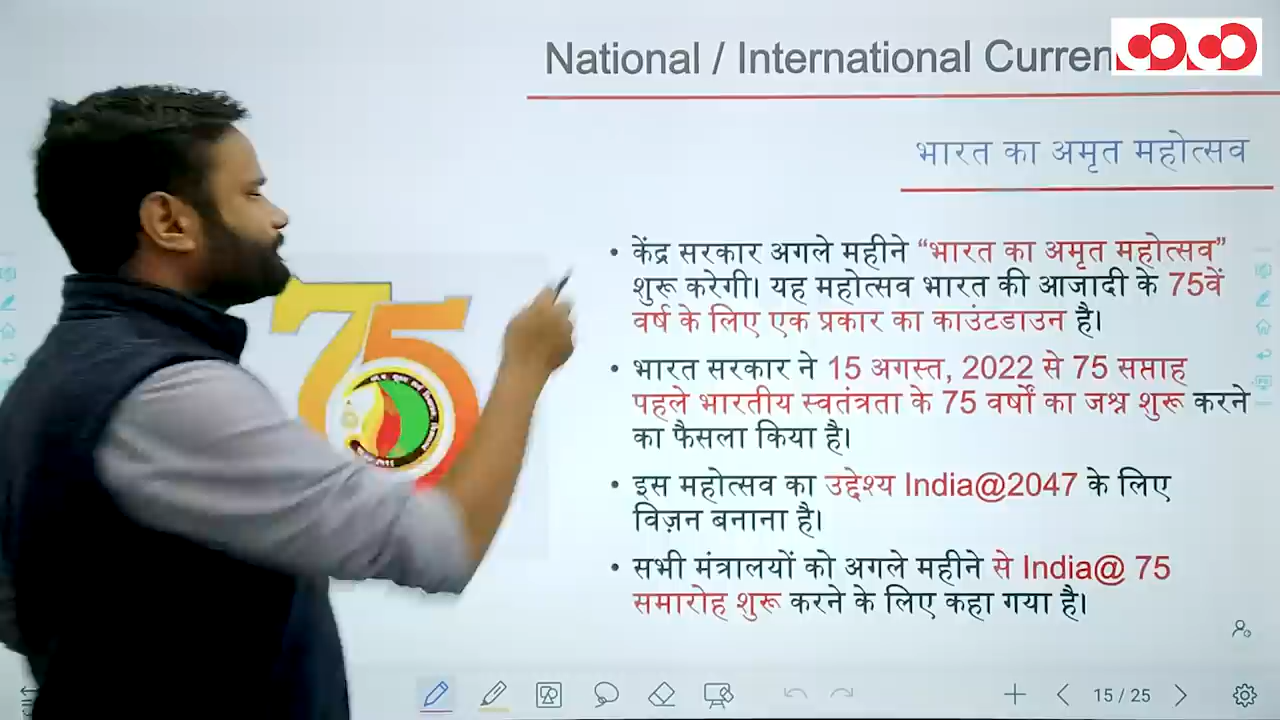 National / International Curren
भारत का अमृत महोत्सव
• केंद्र सरकार अगले महीने “भारत का अमृत महोत्सव”
शुरू करेगी। यह महोत्सव भारत की आजादी के 75वें
वर्ष के लिए एक प्रकार का काउंटडाउन है।
• भारत सरकार ने 15 अगस्त, 2022 से 75 सप्ताह
पहले भारतीय स्वतंत्रता के 75 वर्षों का जश्न शुरू करने
का फैसला किया है।
• इस महोत्सव का उद्देश्य India@2047 के लिए
विज़न बनाना है।
• सभी मंत्रालयों को अगले महीने से India@ 75
समारोह शुरू करने के लिए कहा गया है।
75
15 / 25